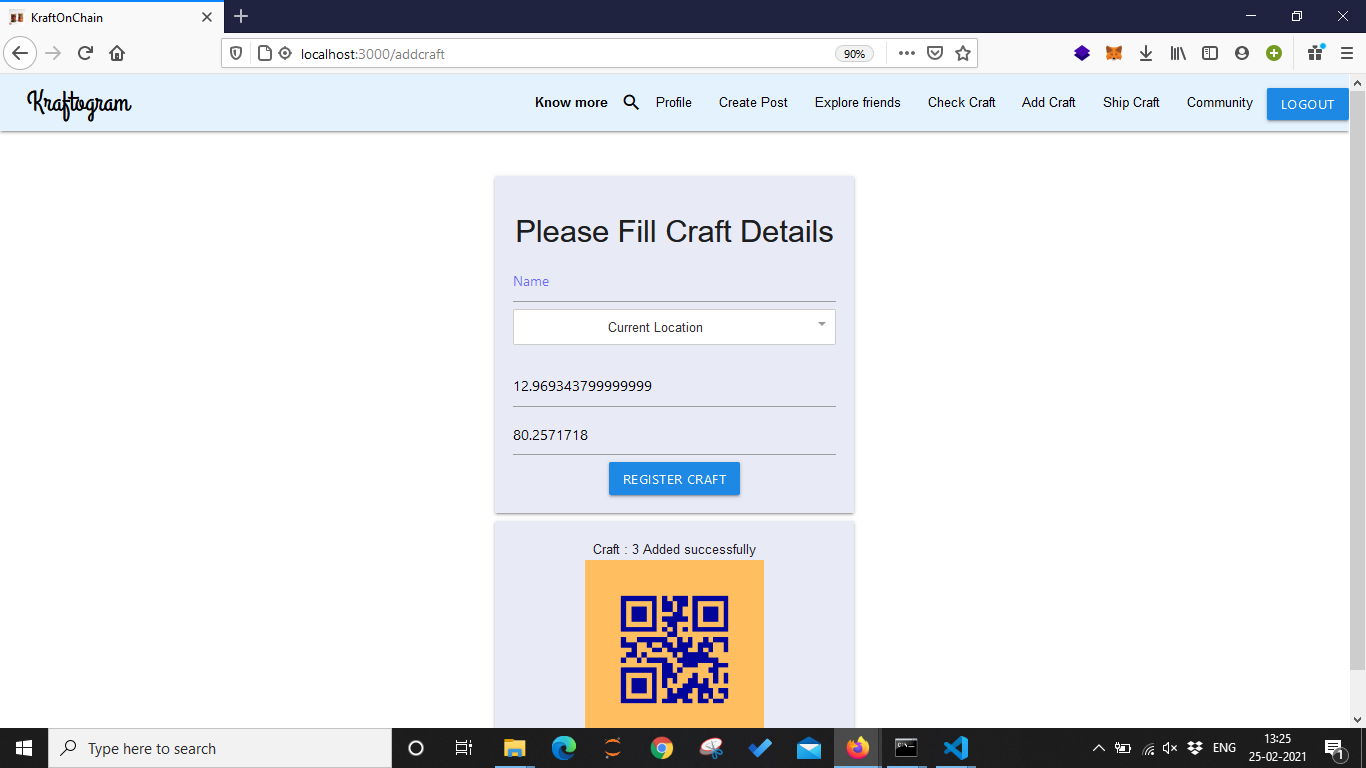 KraftOnChain
localhost:3000/addcraft
90%
Kraftogram
Know more
Profile
Create Post
Explore friends
Check Craft
Add Craft
Ship Craft
Community
LOGOUT
Please Fill Craft Details
Name
Current Location
12.969343799999999
80.2571718
REGISTER CRAFT
Craft : 3 Added successfully
Type here to search
ENG
13:25
25-02-2021
1